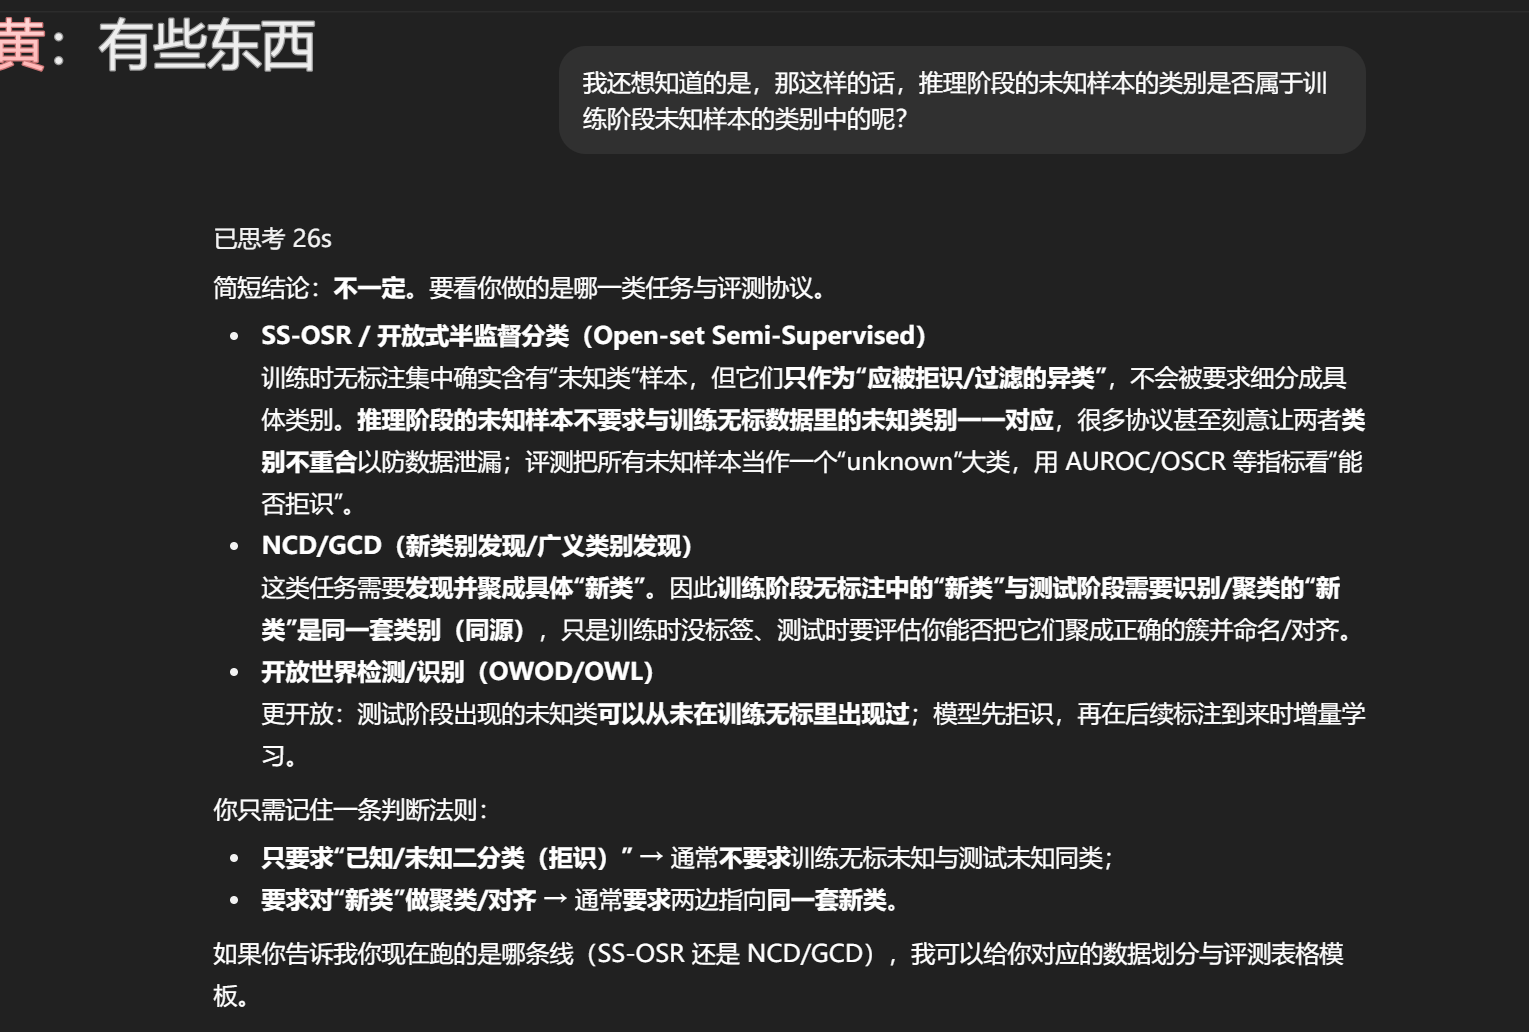 黄：有些东西
我还想知道的是，那这样的话，推理阶段的未知样本的类别是否属于训
练阶段未知样本的类别中的呢？
已思考 26s
简短结论：不一定。要看你做的是哪一类任务与评测协议。
• SS-OSR / 开放式半监督分类（Open-set Semi-Supervised）
训练时无标注集中确实含有“未知类”样本，但它们只作为“应被拒识/过滤的异类”，不会被要求细分成具
体类别。推理阶段的未知样本不要求与训练无标数据里的未知类别一一对应，很多协议甚至刻意让两者类
别不重合以防数据泄漏；评测把所有未知样本当作一个“unknown”大类，用 AUROC/OSCR 等指标看“能
否拒识”。
• NCD/GCD（新类别发现/广义类别发现）
这类任务需要发现并聚成具体“新类”。因此训练阶段无标注中的“新类”与测试阶段需要识别/聚类的“新
类”是同一套类别（同源），只是训练时没标签、测试时要评估你能否把它们聚成正确的簇并命名/对齐。
• 开放世界检测/识别（OWOD/OWL）
更开放：测试阶段出现的未知类可以从未在训练无标里出现过；模型先拒识，再在后续标注到来时增量学
习。
你只需记住一条判断法则：
• 只要求“已知/未知二分类（拒识）” → 通常不要求训练无标未知与测试未知同类；
• 要求对“新类”做聚类/对齐 → 通常要求两边指向同一套新类。
如果你告诉我你现在跑的是哪条线（SS-OSR 还是 NCD/GCD），我可以给你对应的数据划分与评测表格模
板。